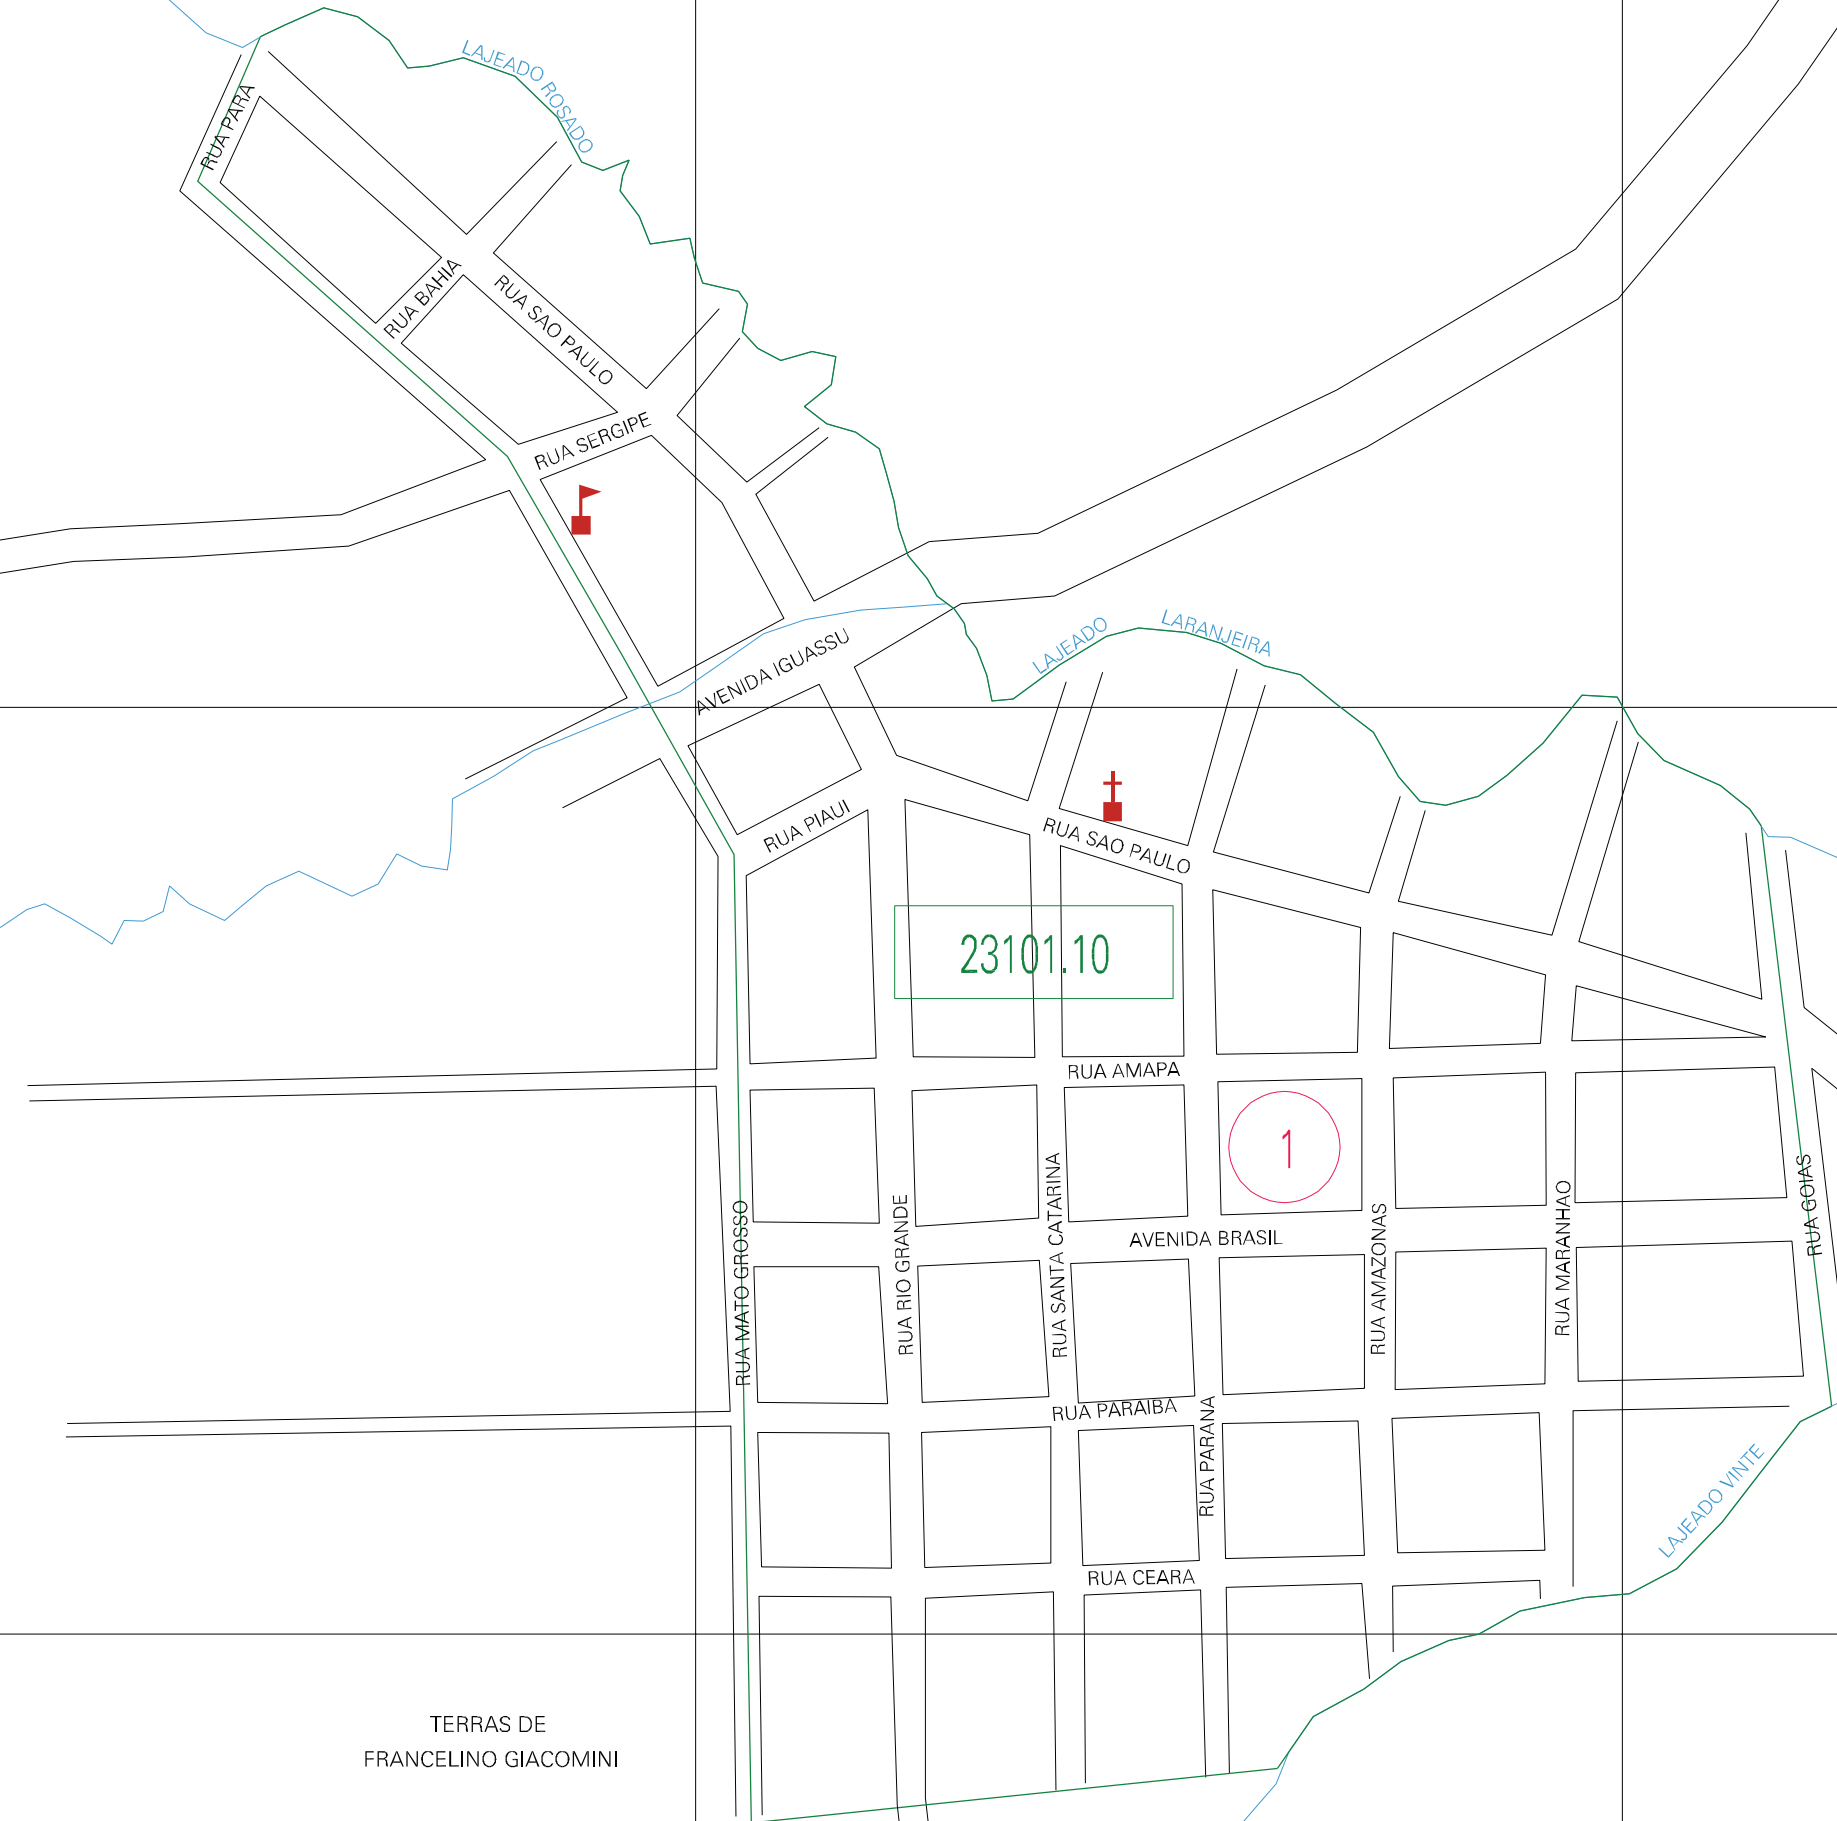 LAJEADO ROSADO
RUA PARA
RUA BAHIA
RUA SAO PAULO
RUA SERGIPE
AVENIDA IGUASSU
LAJEADO
LARANJEIRA
RUA PIAUI
RUA SAO PAULO
23101.10
RUA AMAPA
1
RUA MATO GROSSO
RUA RIO GRANDE
RUA SANTA CATARINA
AVENIDA BRASIL
RUA AMAZONAS
RUA MARANHAO
RUA GOIAS
RUA PARAIBA
RUA PARANA
LAJEADO VINTE
RUA CEARA
TERRAS DE
FRANCELINO GIACOMINI